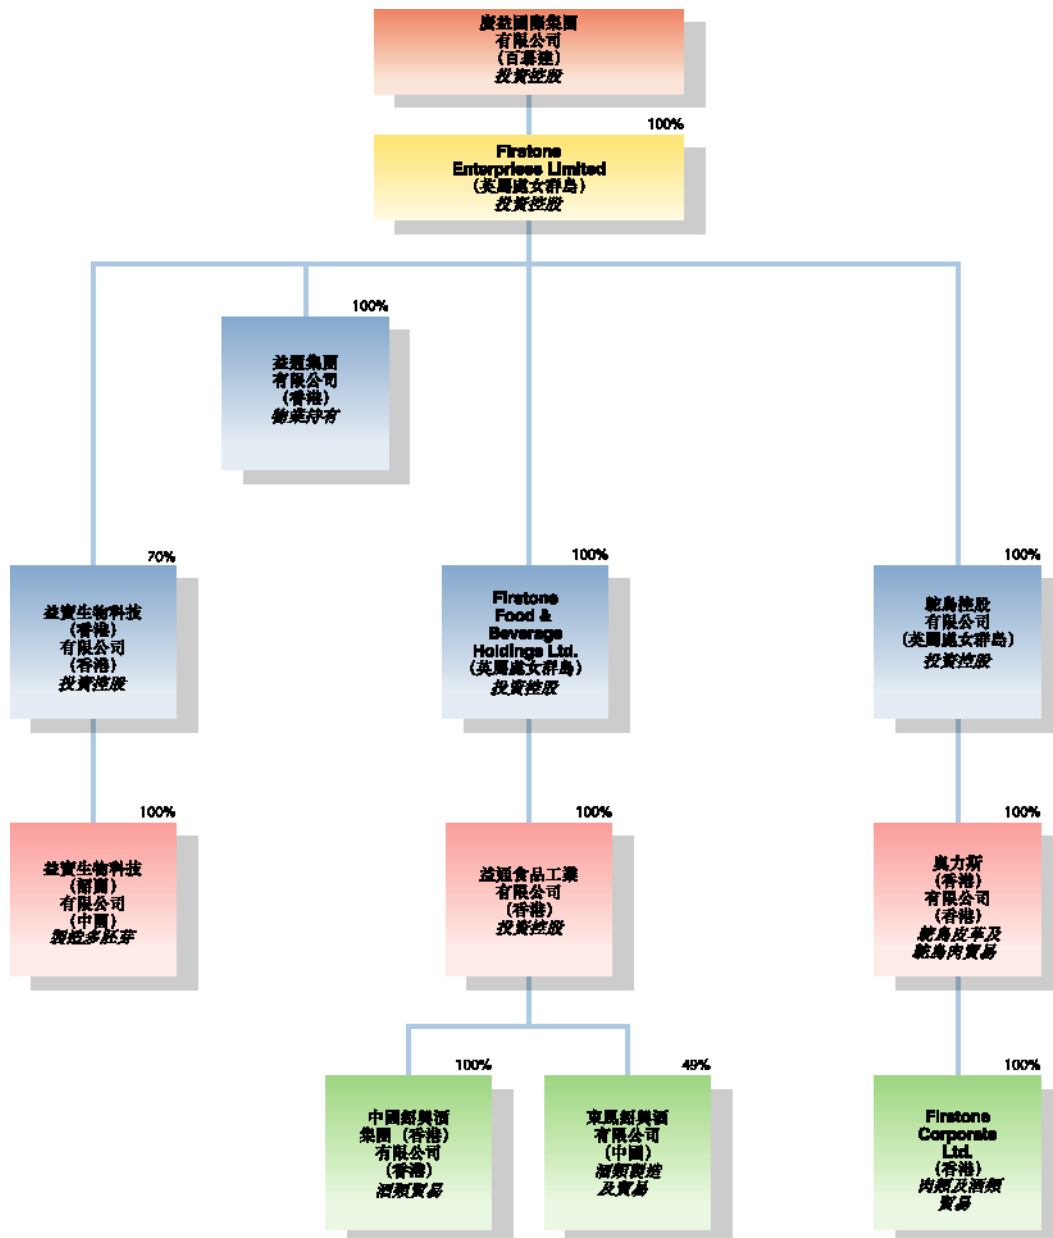 廣益國際集團
有限公司
(百慕達)
投資控股
100%
Firstone
Enterprises Limited
(英屬處女群島)
投資控股
100%
益通集團
有限公司
(香港)
物業持有
70%
益寶生物科技
(香港)
有限公司
(香港)
投資控股
100%
Firstone
Food &
Beverage
Holdings Ltd.
(英屬處女群島)
投資控股
100%
鴕鳥控股
有限公司
(英屬處女群島)
投資控股
100%
益寶生物科技
有限公司
(中國)
製造多胚芽
100%
益通食品工業
有限公司
(香港)
投資控股
100%
奧力斯
(香港)
有限公司
(香港)
鴕鳥皮革及
鴕鳥肉貿易
100%
中國紹興酒
集團 (香港)
有限公司
(香港)
酒類貿易
49%
東風紹興酒
有限公司
(中國)
酒類製造
及貿易
100%
Firstone
Corporate
Ltd.
(香港)
肉類及酒類
貿易